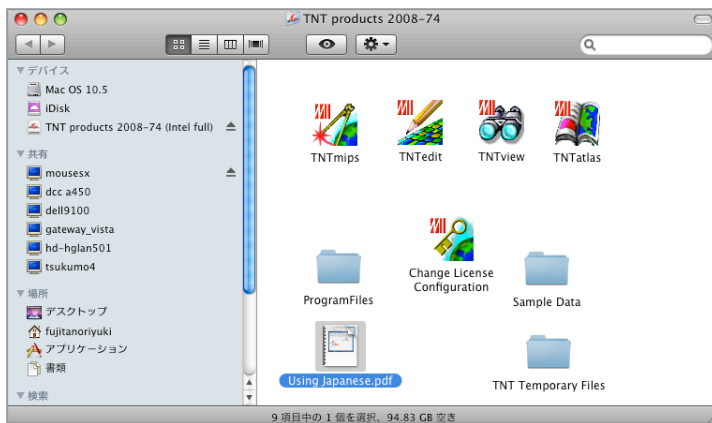 TNT products 2008-74
▼デバイス
Mac OS 10.5
iDisk
TNT products 2008-74 (Intel full)
▼共有
mousesx
dcc a450
dell9100
gateway_vista
hd-hglan501
tsukumo4
▼場所
デスクトップ
fujitanoriyuki
アプリケーション
書類
▼検索
TNTmips
TNTedit
TNTview
TNTatlas
ProgramFiles
Change License
Configuration
Sample Data
Using Japanese.pdf
TNT Temporary Files
9 項目中の 1 個を選択、94.83 GB 空き